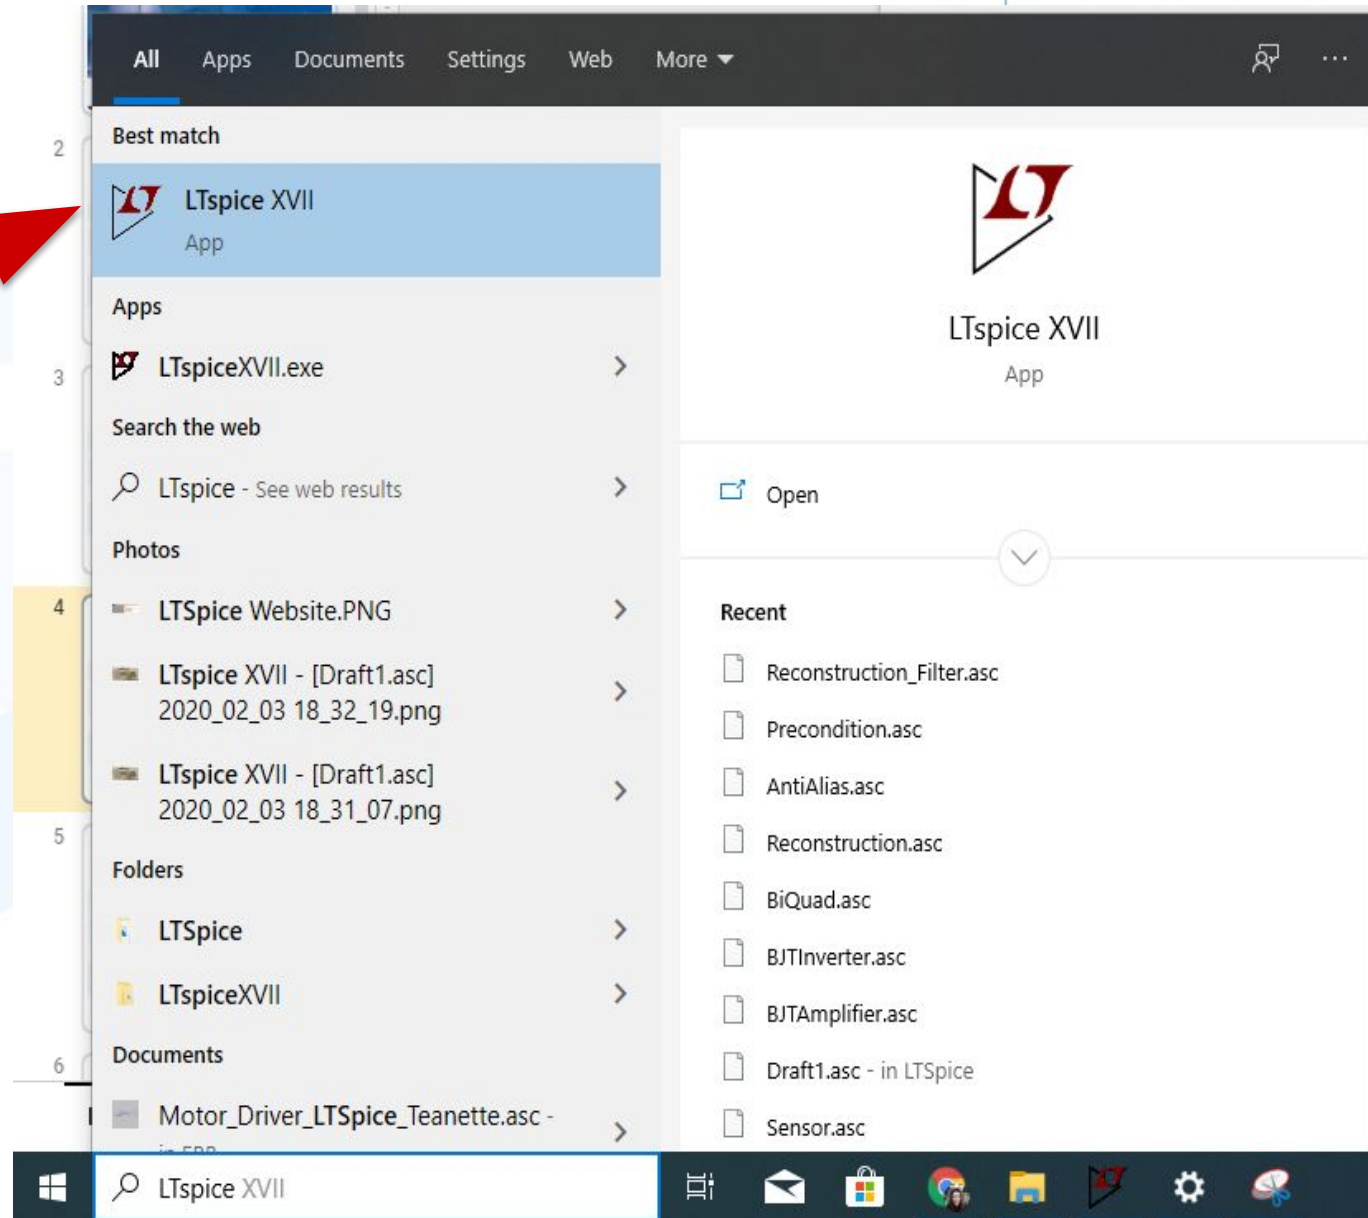 All Apps Documents Settings Web More
Best match
LTspice XVII
App
Apps
LTspiceXVII.exe
Search the web
LTspice - See web results
Photos
LTSpice Website.PNG
LTspice XVII - [Draft1.asc]
2020_02_03 18_32_19.png
LTspice XVII - [Draft1.asc]
2020_02_03 18_31_07.png
Folders
LTSpice
LTspiceXVII
Documents
Motor_Driver_LTSpice_Teanette.asc -
LTspice XVII
LTspice XVII
App
Open
Recent
Reconstruction_Filter.asc
Precondition.asc
AntiAlias.asc
Reconstruction.asc
BiQuad.asc
BJTInverter.asc
BJTAmplifier.asc
Draft1.asc - in LTSpice
Sensor.asc
2
3
4
5
6